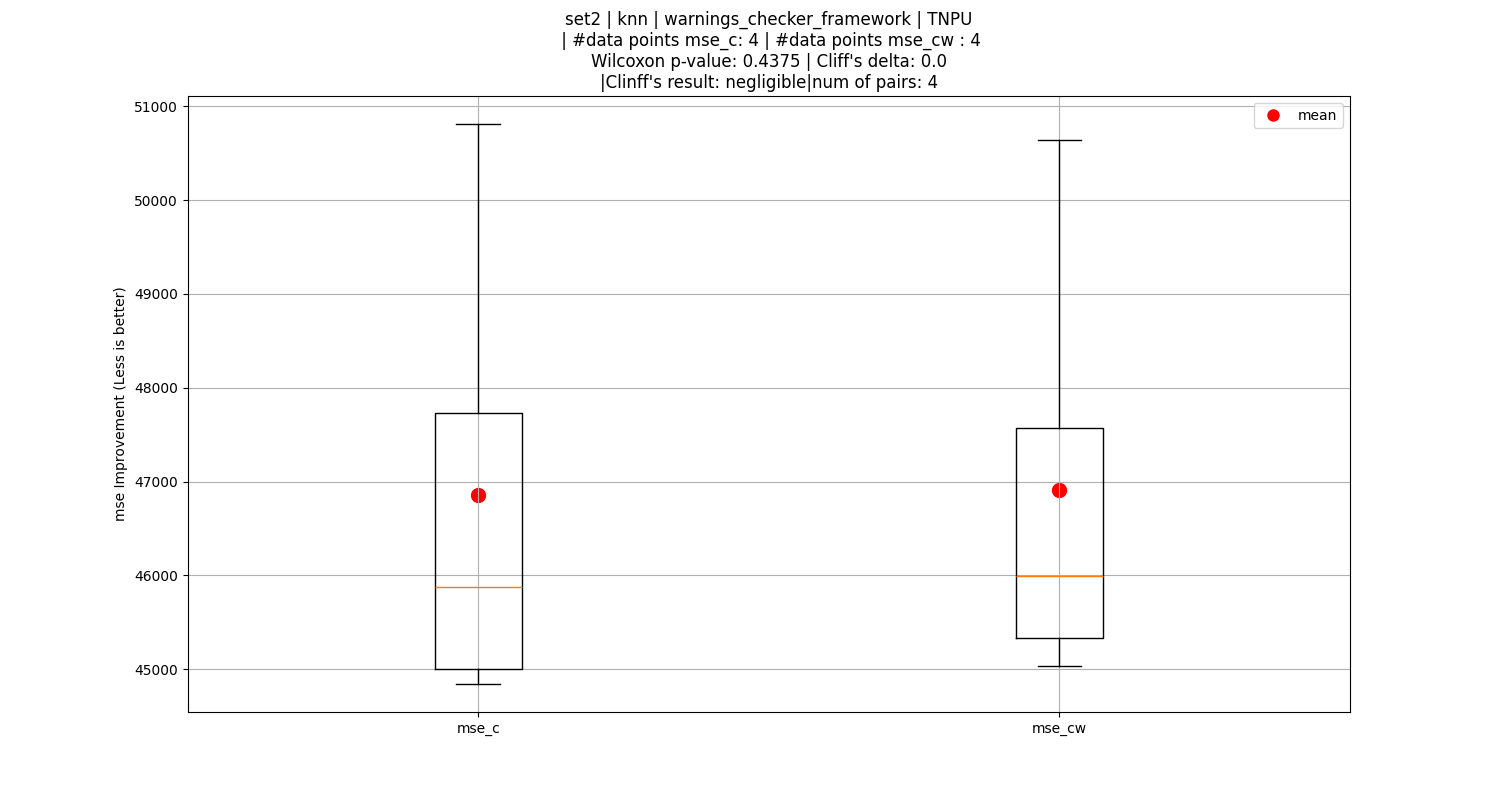 set2 | knn | warnings_checker_framework | TNPU
| #data points mse_c: 4 | #data points mse_cw : 4
Wilcoxon p-value: 0.4375 | Cliff's delta: 0.0
|Clinff's result: negligible|num of pairs: 4
mean
51000
50000
49000
48000
47000
46000
45000
mse Improvement (Less is better)
mse_c
mse_cw